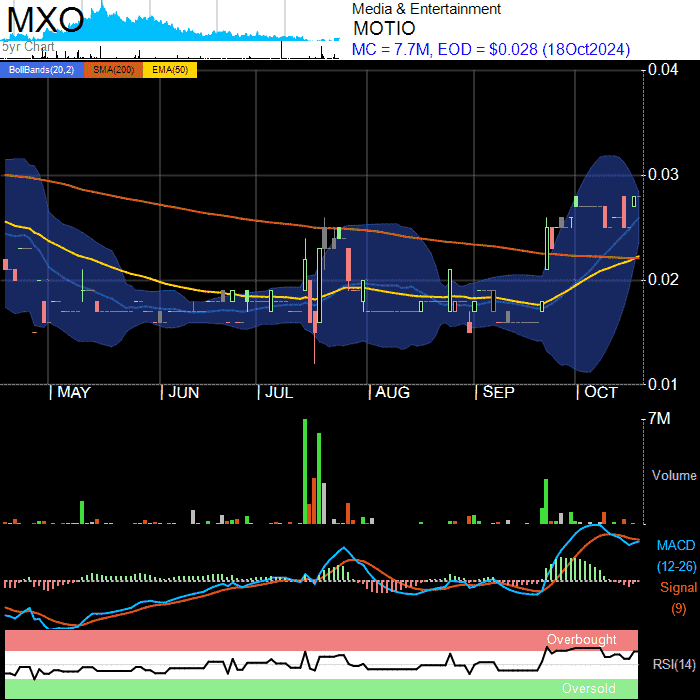 MXO
5yr Chart
Media & Entertainment
MOTIO
MC = 7.7M, EOD = $0.028 (18Oct2024)
BollBands(20,2) SMA(200) EMA(50)
0.04
0.03
0.02
0.01
| MAY | JUN | JUL | AUG | SEP | OCT
7M
Volume
MACD
(12-26)
Signal
(9)
Overbought
RSI(14)
Oversold